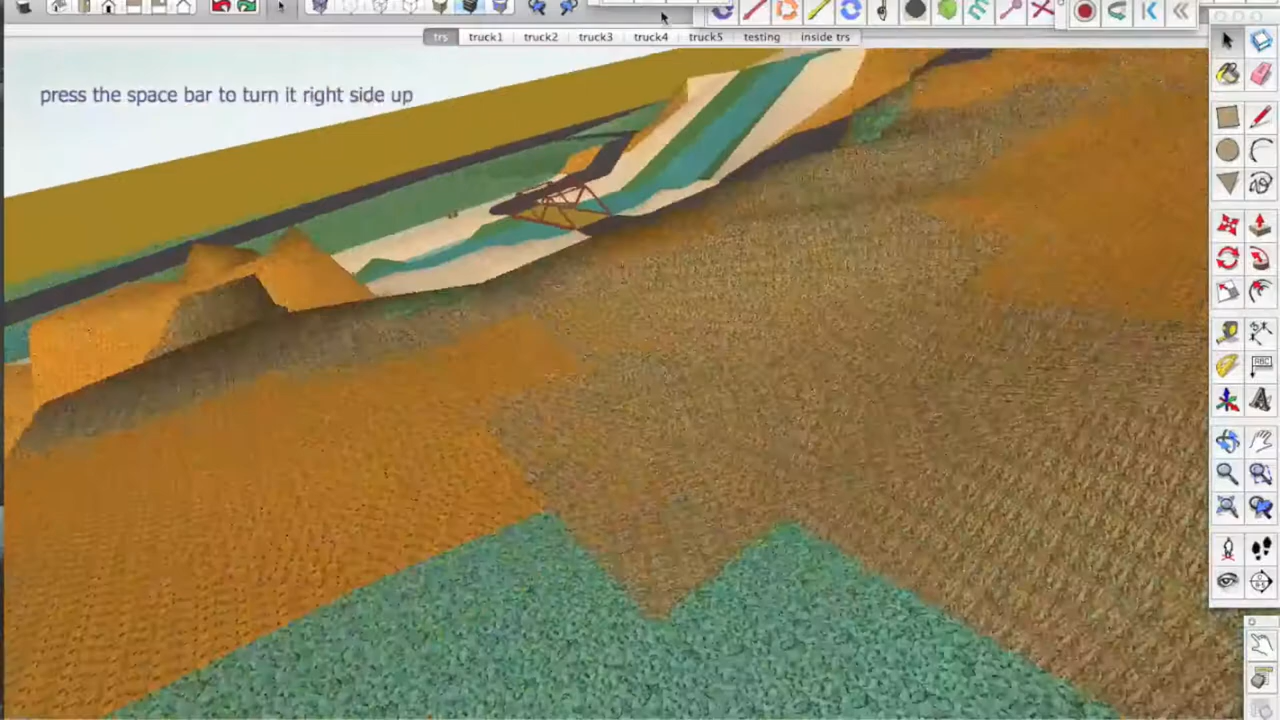 trs truck1 truck2 truck3 truck4 truck5 testing inside trs
press the space bar to turn it right side up
ABC